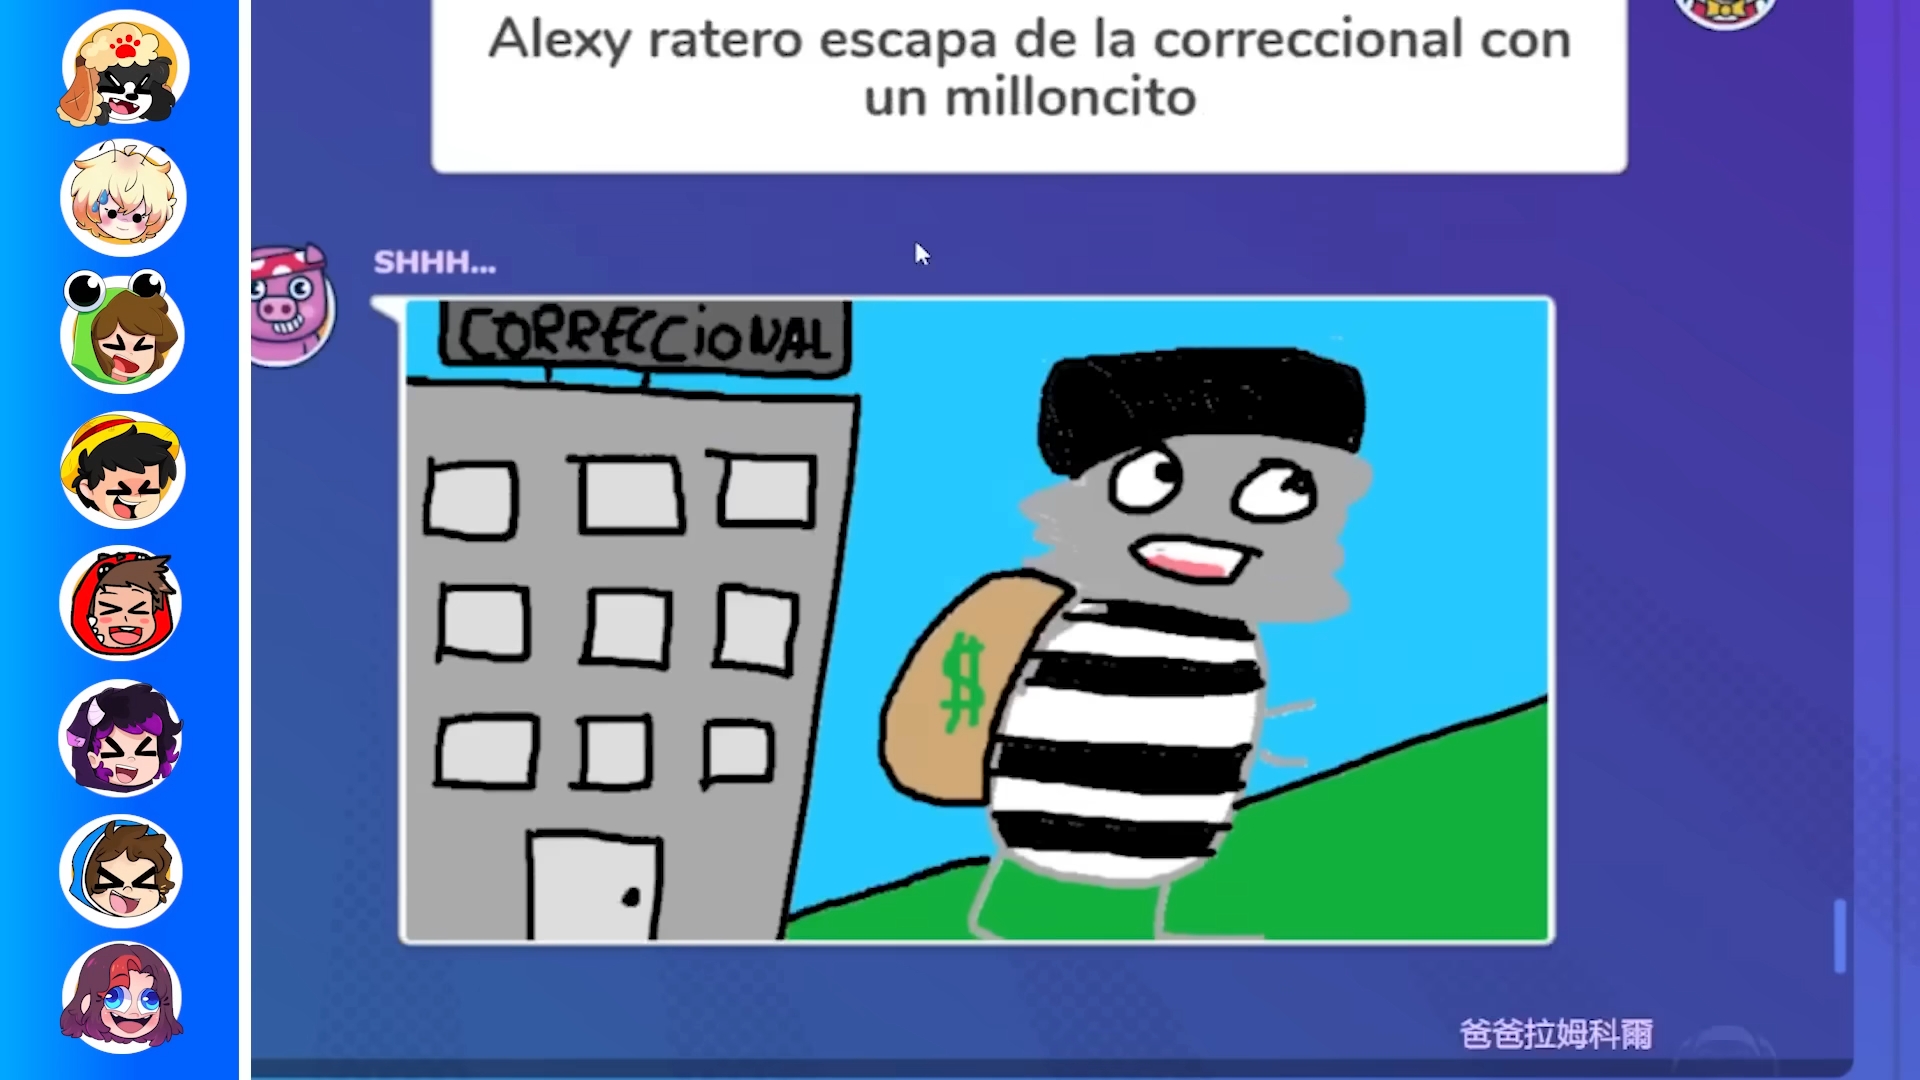 Alexy ratero escapa de la correccional con
un milloncito
SHHH...
CORRECCiONAL
$
爸爸拉姆科爾